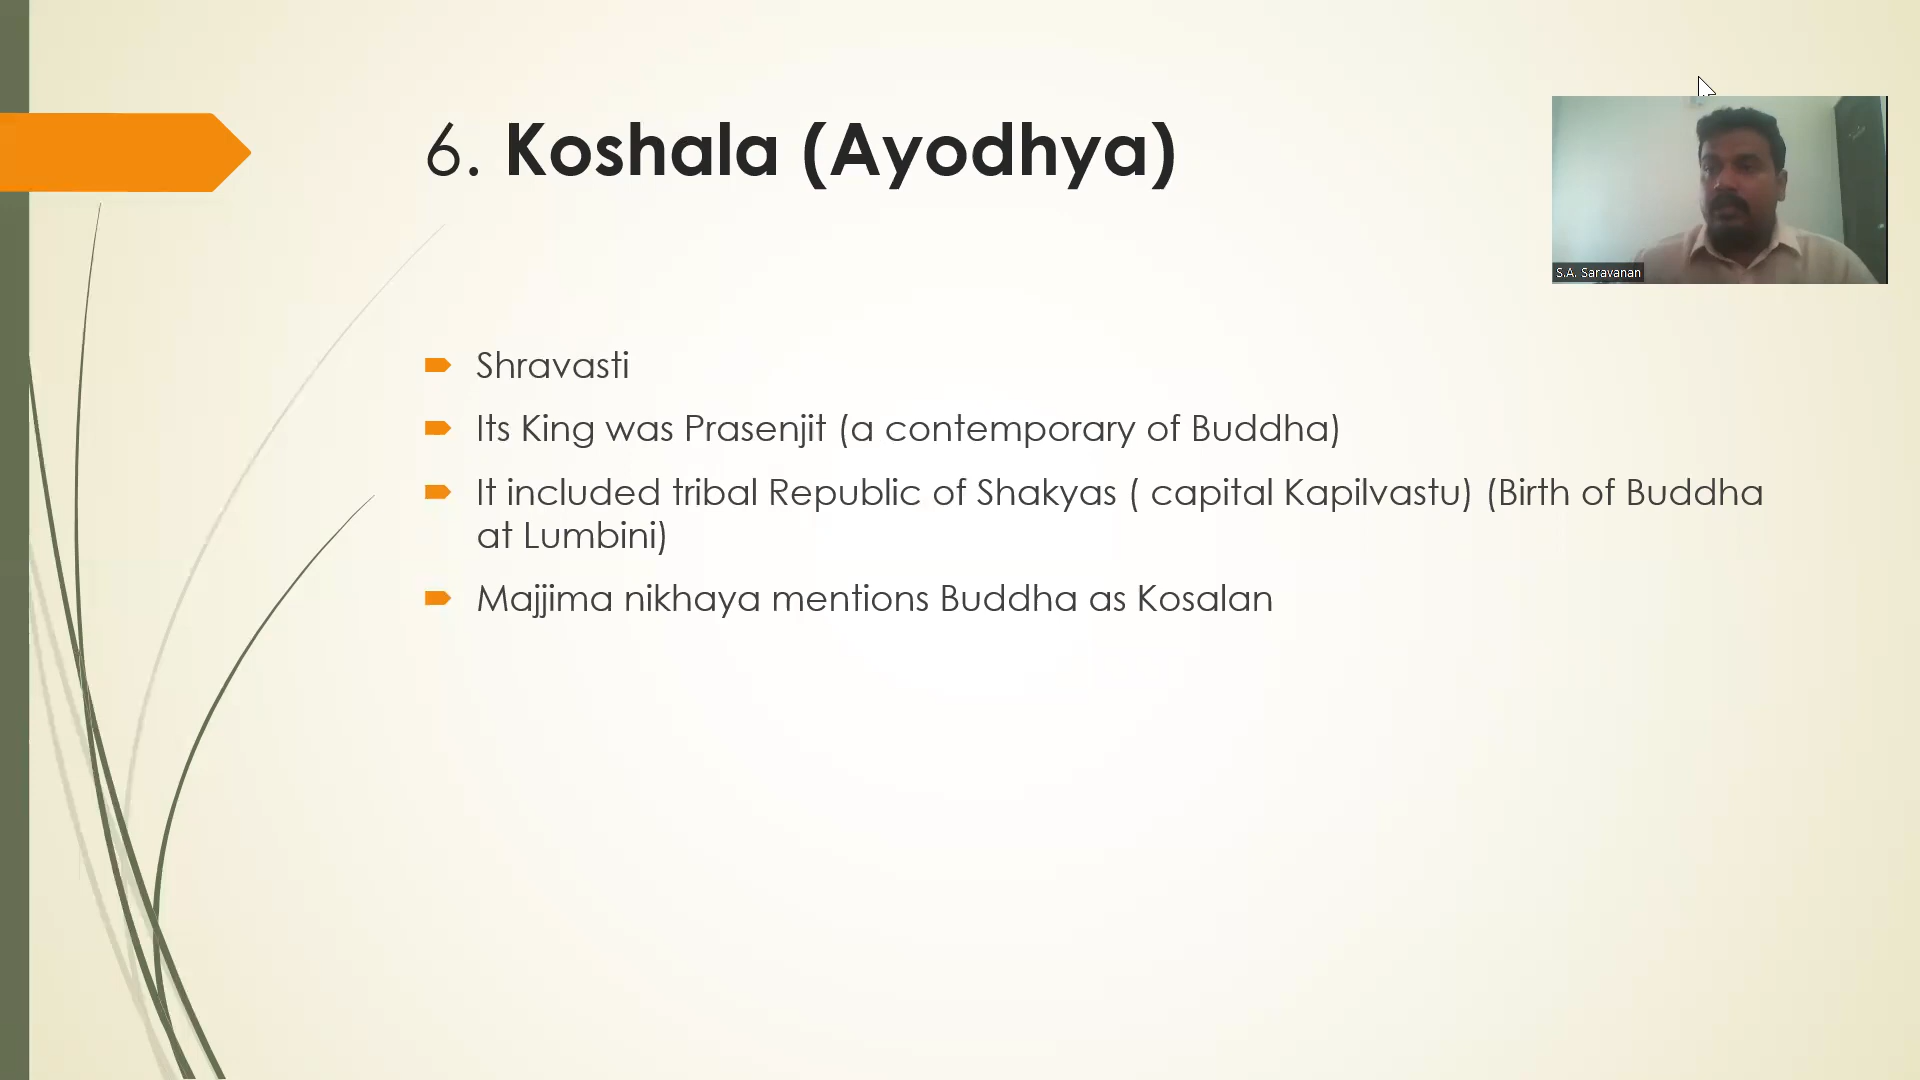 6. Koshala (Ayodhya)
S.A. Saravanan
Shravasti
Its King was Prasenjit (a contemporary of Buddha)
It included tribal Republic of Shakyas ( capital Kapilvastu) (Birth of Buddha
at Lumbini)
Majjima nikhaya mentions Buddha as Kosalan